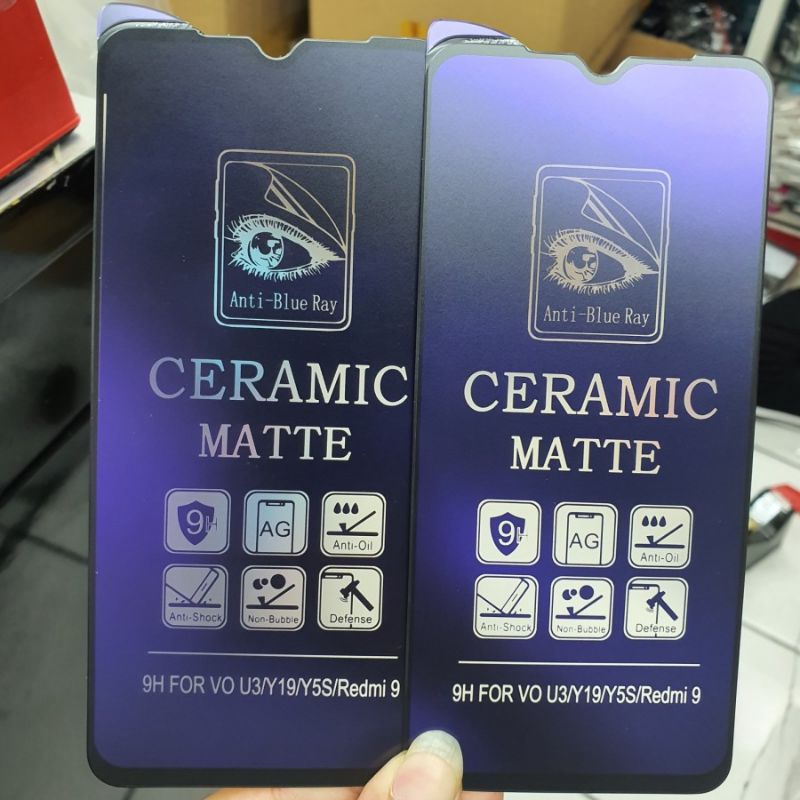 Anti-Blue Ray
CERAMIC
MATTE
9H
AG
Anti-Oil
Anti-Shock
Non-Bubble
Defense
9H FOR VO U3/Y19/Y5S/Redmi 9
Anti-Blue Ray
CERAMIC
MATTE
9H
AG
Anti-Oil
Anti-Shock
Non-Bubble
Defense
9H FOR VO U3/Y19/Y5S/Redmi 9